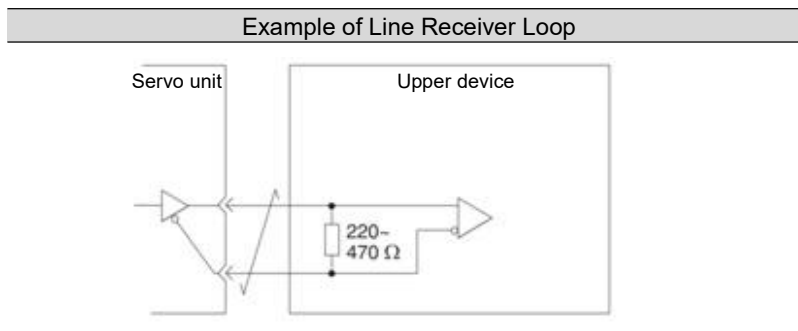 Example of Line Receiver Loop
Servo unit
Upper device
220~
470 Ω